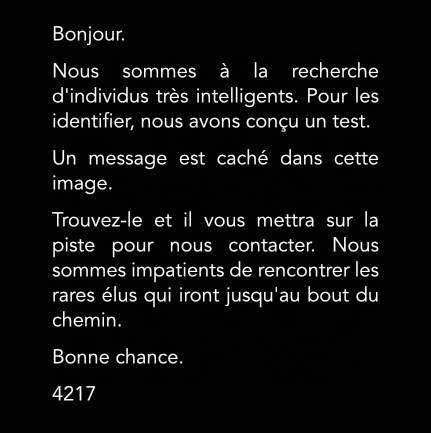 Bonjour.
Nous sommes à la recherche
d'individus très intelligents. Pour les
identifier, nous avons conçu un test.
Un message est caché dans cette
image.
Trouvez-le et il vous mettra sur la
piste pour nous contacter. Nous
sommes impatients de rencontrer les
rares élus qui iront jusqu'au bout du
chemin.
Bonne chance.
4217